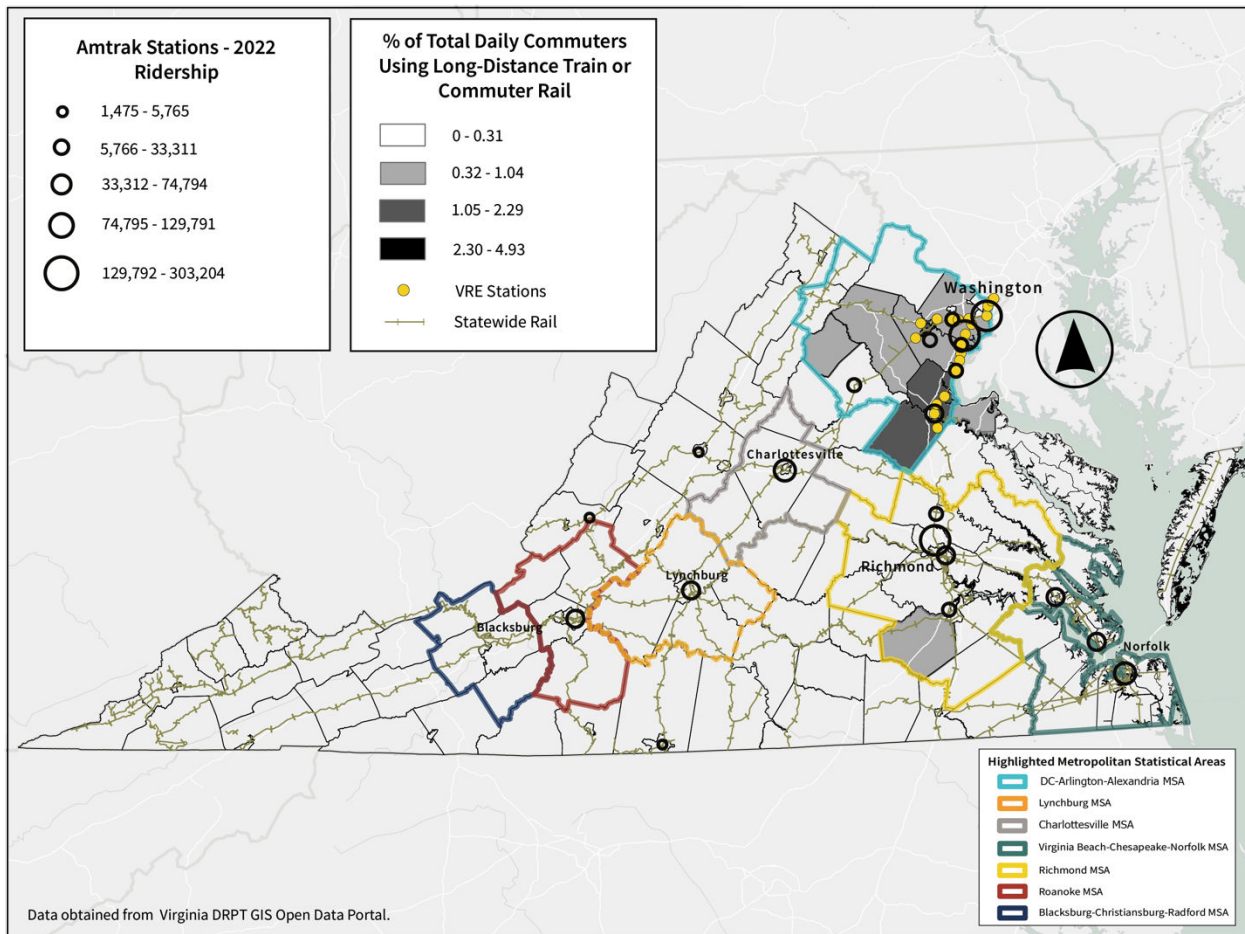 Amtrak Stations - 2022
Ridership
1,475 - 5,765
5,766 - 33,311
33,312 - 74,794
74,795 - 129,791
129,792 - 303,204
% of Total Daily Commuters
Using Long-Distance Train or
Commuter Rail
0 - 0.31
0.32 - 1.04
1.05 - 2.29
2.30 - 4.93
VRE Stations
Statewide Rail
Washington
Charlottesville
Richmond
Lynchburg
Blacksburg
Norfolk
Highlighted Metropolitan Statistical Areas
DC-Arlington-Alexandria MSA
Lynchburg MSA
Charlottesville MSA
Virginia Beach-Chesapeake-Norfolk MSA
Richmond MSA
Roanoke MSA
Blacksburg-Christiansburg-Radford MSA
Data obtained from Virginia DRPT GIS Open Data Portal.